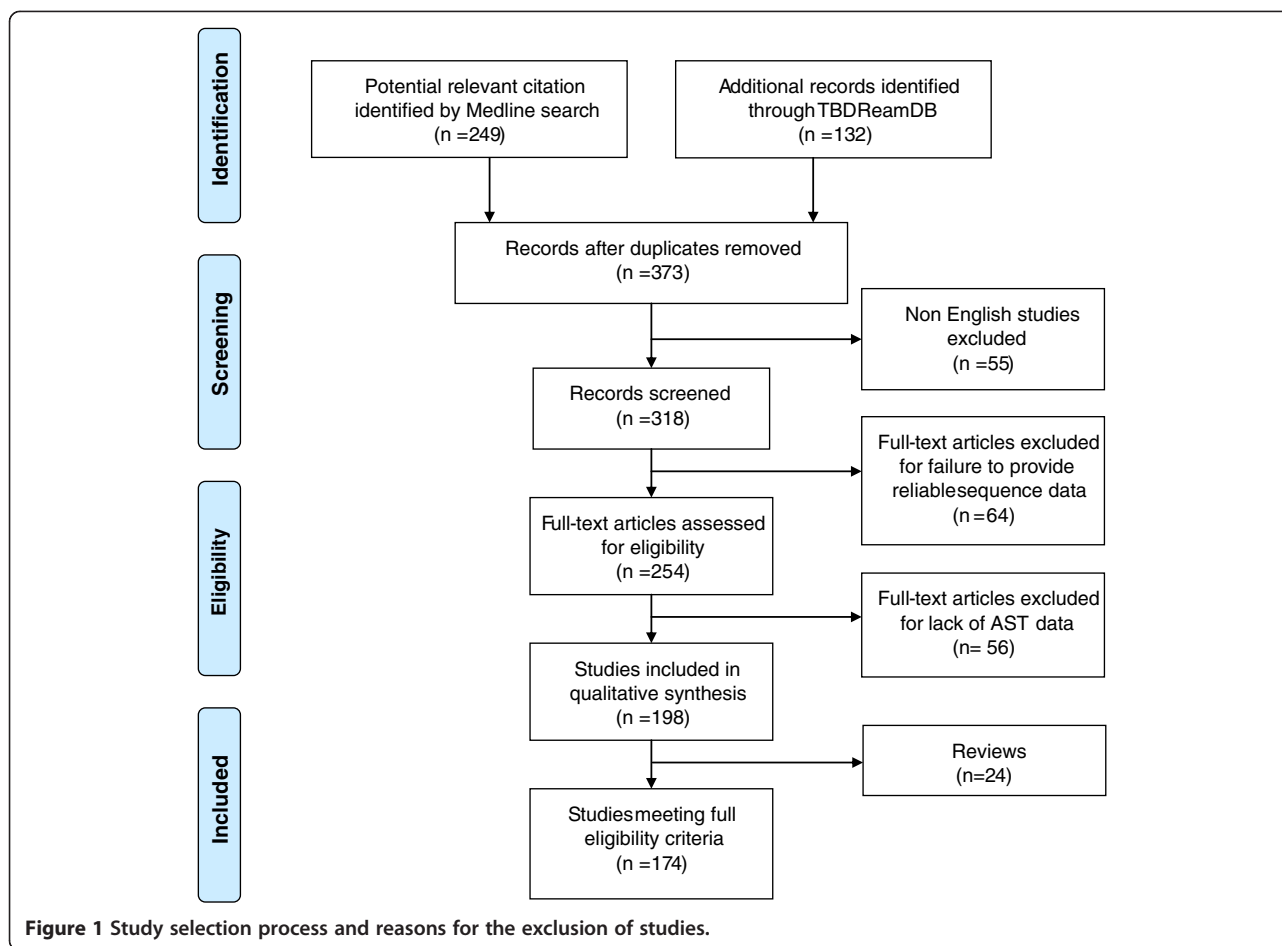 Identification
Potential relevant citation
identified by Medline search
(n =249)
Additional records identified
through TBDReamDB
(n =132)
Records after duplicates removed
(n =373)
Screening
Non English studies
excluded
(n =55)
Records screened
(n =318)
Full-text articles excluded
for failure to provide
reliablesequence data
(n =64)
Eligibility
Full-text articles assessed
for eligibility
(n =254)
Full-text articles excluded
for lack of AST data
(n= 56)
Studies included in
qualitative synthesis
(n =198)
Included
Reviews
(n=24)
Studiesmeeting full
eligibility criteria
(n =174)
Figure 1 Study selection process and reasons for the exclusion of studies.